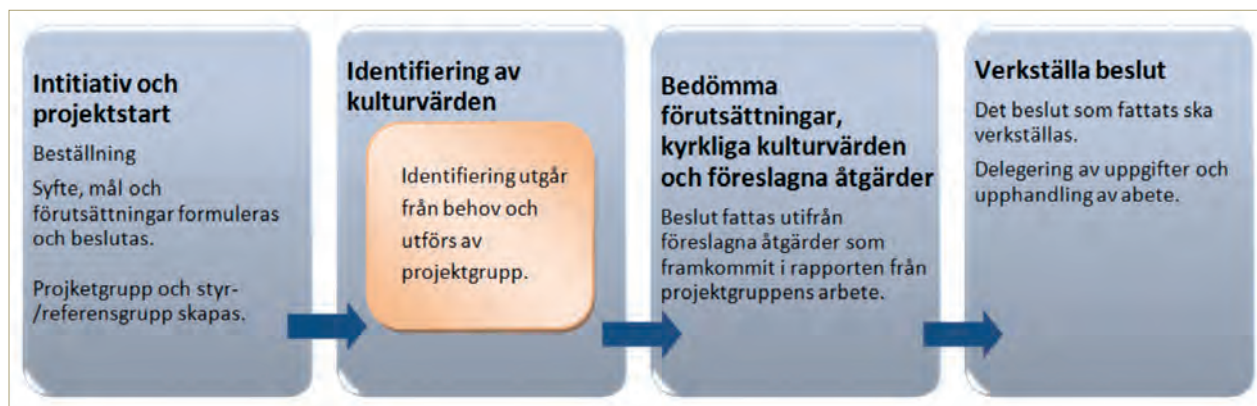 Intitiativ och
projektstart
Beställning
Syfte, mål och
förutsättningar formuleras
och beslutas.
Projketgrupp och styr-
/referensgrupp skapas.
Identifiering av
kulturvärden
Identifiering utgår
från behov och
utförs av
projektgrupp.
Bedömma
förutsättningar,
kyrkliga kulturvärden
och föreslagna åtgärder
Beslut fattas utifrån
föreslagna åtgärder som
framkommit i rapporten från
projektgruppens arbete.
Verkställa beslut
Det beslut som fattats ska
verkställas.
Delegering av uppgifter och
upphandling av abete.